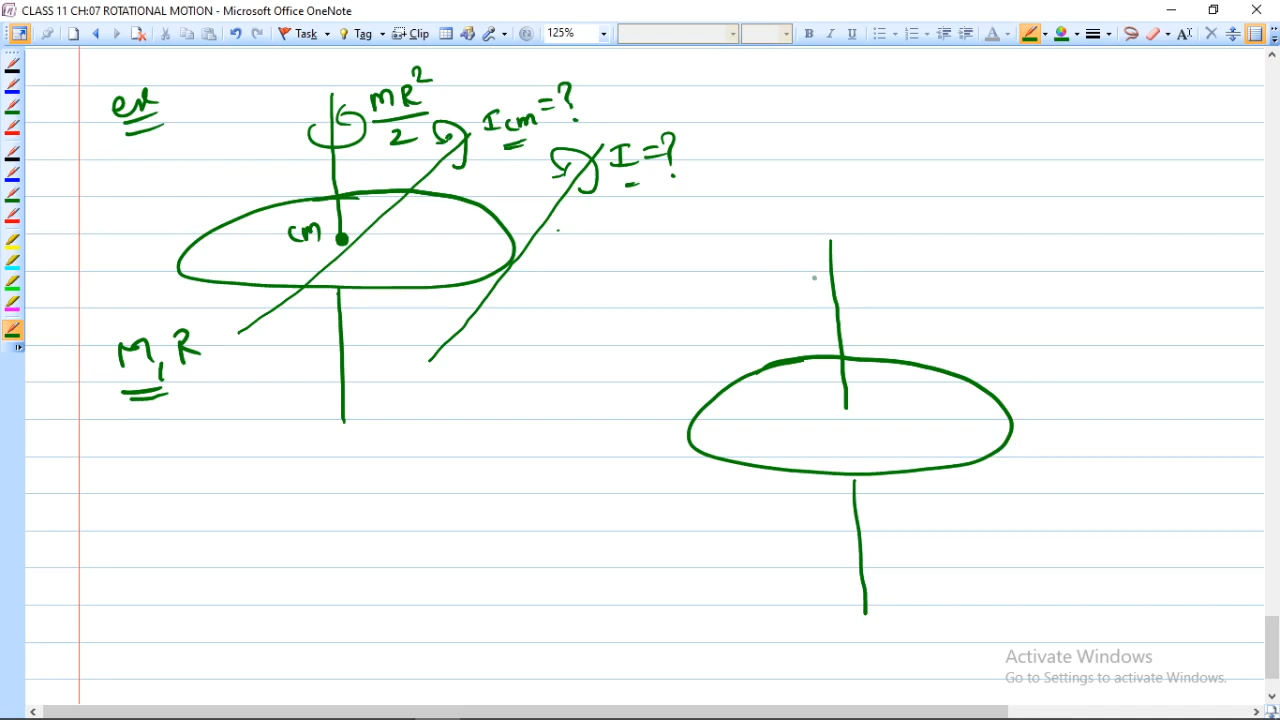 CLASS 11 CH:07 ROTATIONAL MOTION - Microsoft Office OneNote
Task Tag Clip 125% B I U
ex
MR²
2
Icm=?
I=?
cm
M, R
Activate Windows
Go to Settings to activate Windows.